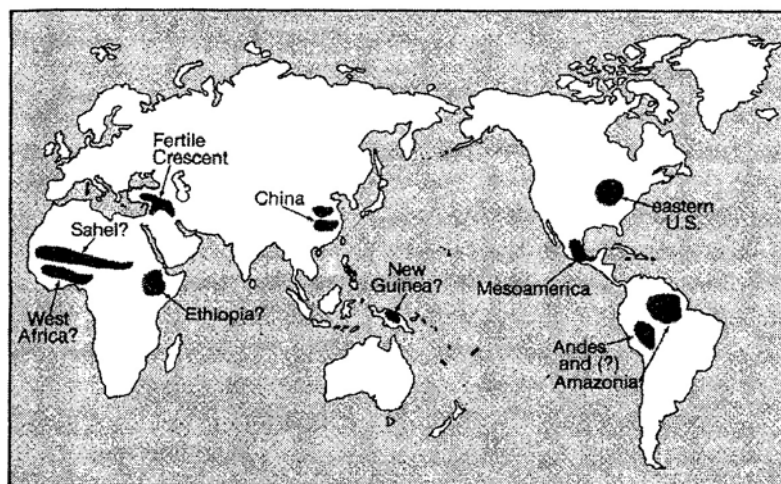 Fertile
Crescent
China
eastern
U.S.
Sahel?
New
Guinea?
Mesoamerica
West
Africa?
Ethiopia?
Andes
and (?)
Amazonia